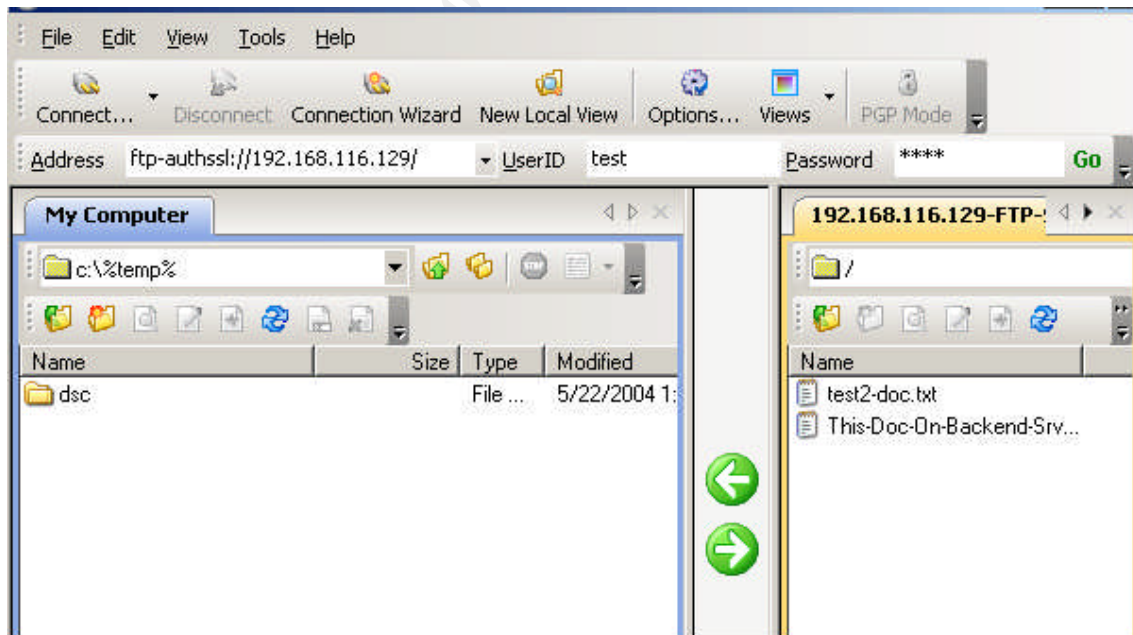 File Edit View Tools Help
Connect... Disconnect Connection Wizard New Local View Options... Views PGP Mode
Address ftp-authssl://192.168.116.129/ UserID test Password **** Go
My Computer
192.168.116.129-FTP-
c:\%temp%
/
Name Size Type Modified
Name
dsc File ... 5/22/2004 1:
test2-doc.txt
This-Doc-On-Backend-Srv...